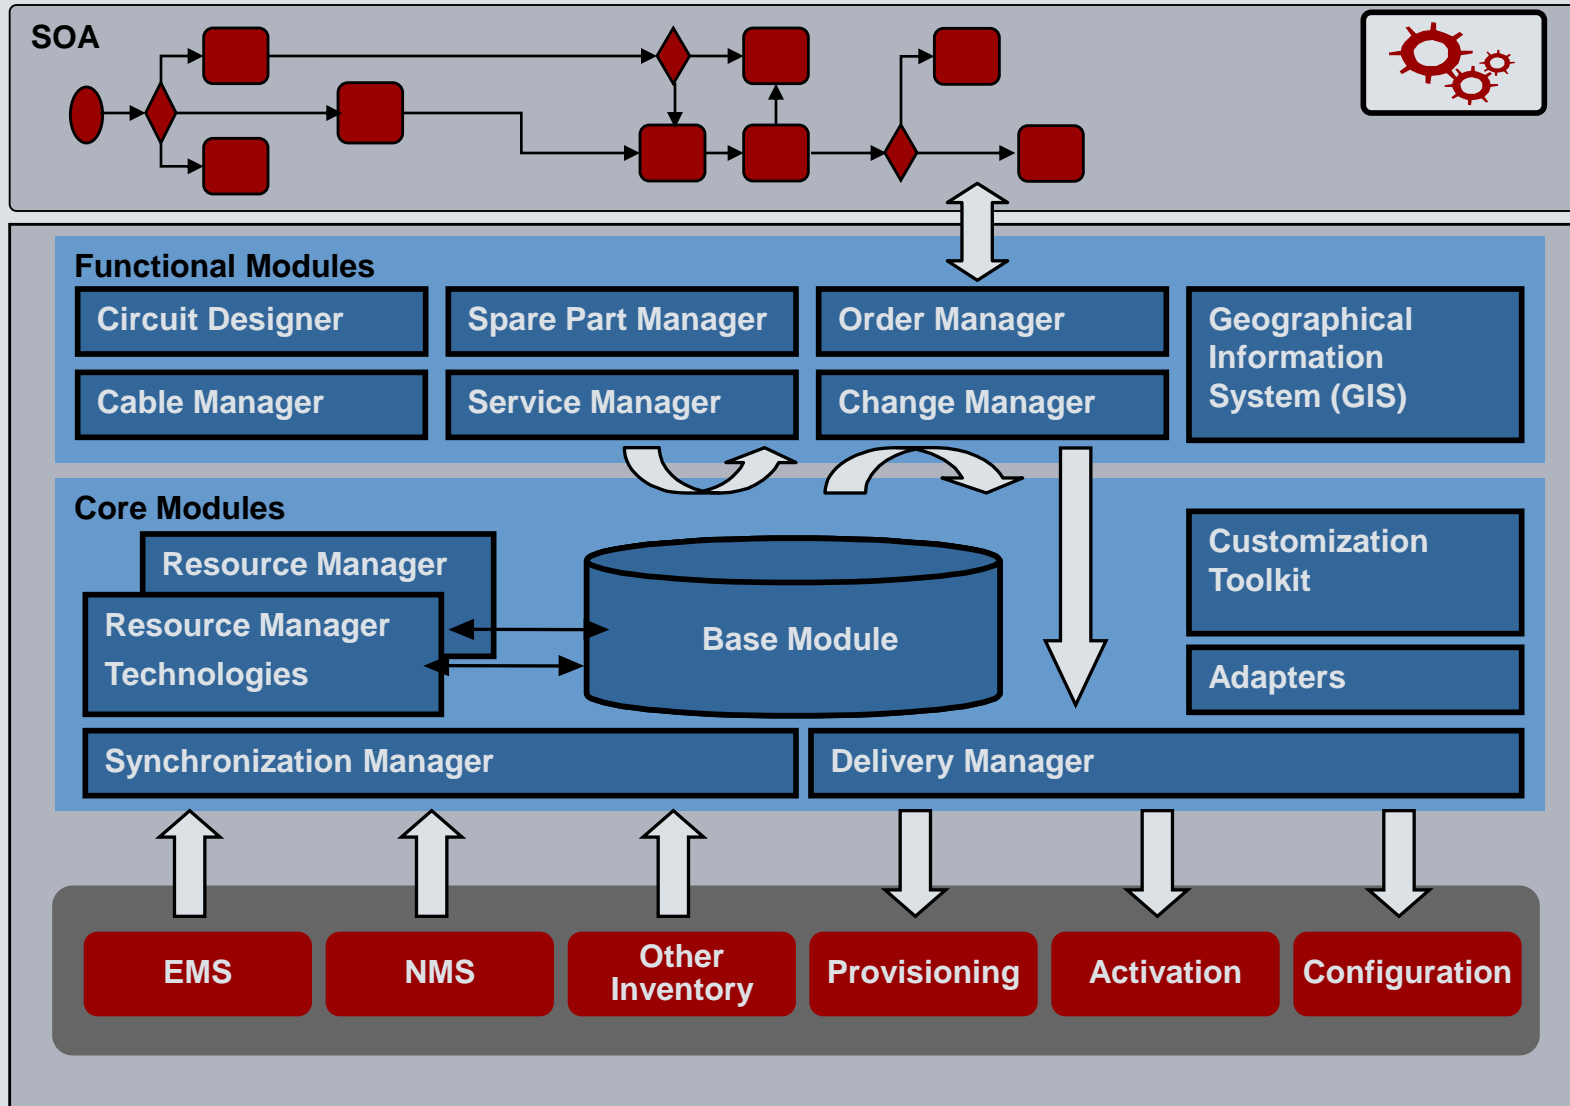 SOA
Functional Modules
Circuit Designer
Spare Part Manager
Order Manager
Geographical
Information
System (GIS)
Cable Manager
Service Manager
Change Manager
Core Modules
Resource Manager
Resource Manager
Technologies
Base Module
Customization
Toolkit
Adapters
Synchronization Manager
Delivery Manager
EMS
NMS
Other
Inventory
Provisioning
Activation
Configuration